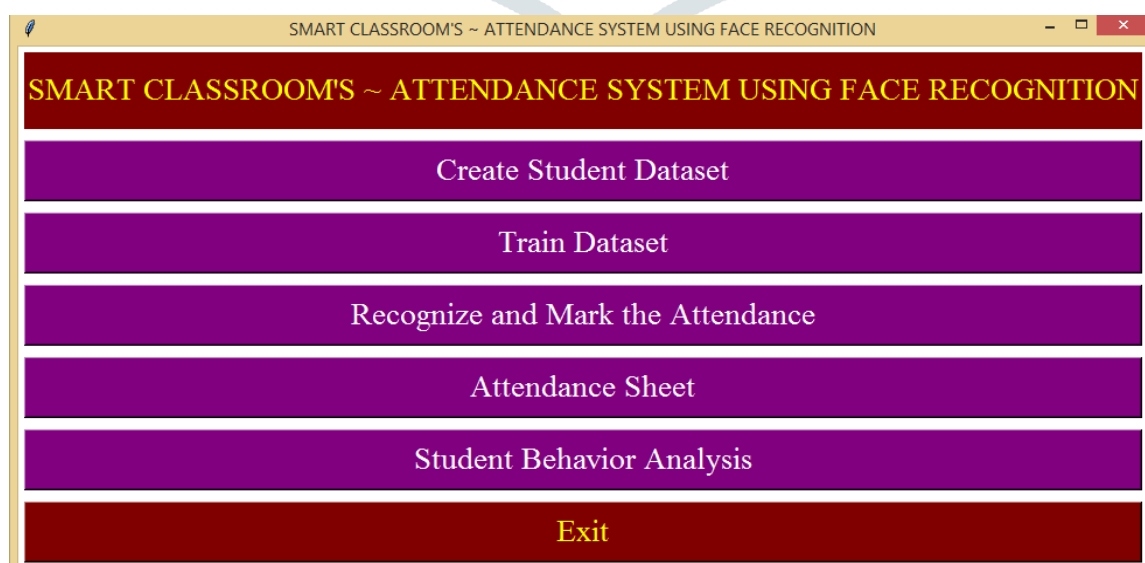 SMART CLASSROOM'S ~ ATTENDANCE SYSTEM USING FACE RECOGNITION
SMART CLASSROOM'S ~ ATTENDANCE SYSTEM USING FACE RECOGNITION
Create Student Dataset
Train Dataset
Recognize and Mark the Attendance
Attendance Sheet
Student Behavior Analysis
Exit